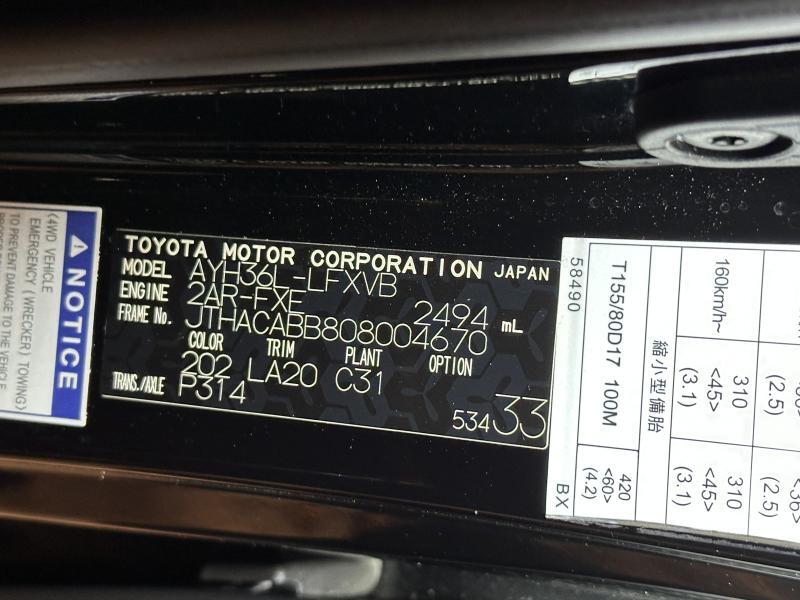 NOTICE
(4WD VEHICLE
EMERGENCY (WRECKER) TOWING)
TO PREVENT DAMAGE TO THE VEHICLE
TOYOTA MOTOR CORPORATION JAPAN
MODEL AYH36L-LFXVB
ENGINE 2AR-FXE 2494 mL
FRAME No. JTHACABB808004670
COLOR TRIM PLANT OPTION
202 LA20 C31
TRANS./AXLE P314
53433
58490
BX
T155/80D17 100M
420
<60>
(4.2)
縮小型備胎
160km/h~
310
<45>
(3.1)
310
<45>
(3.1)
(2.5)
(2.5)